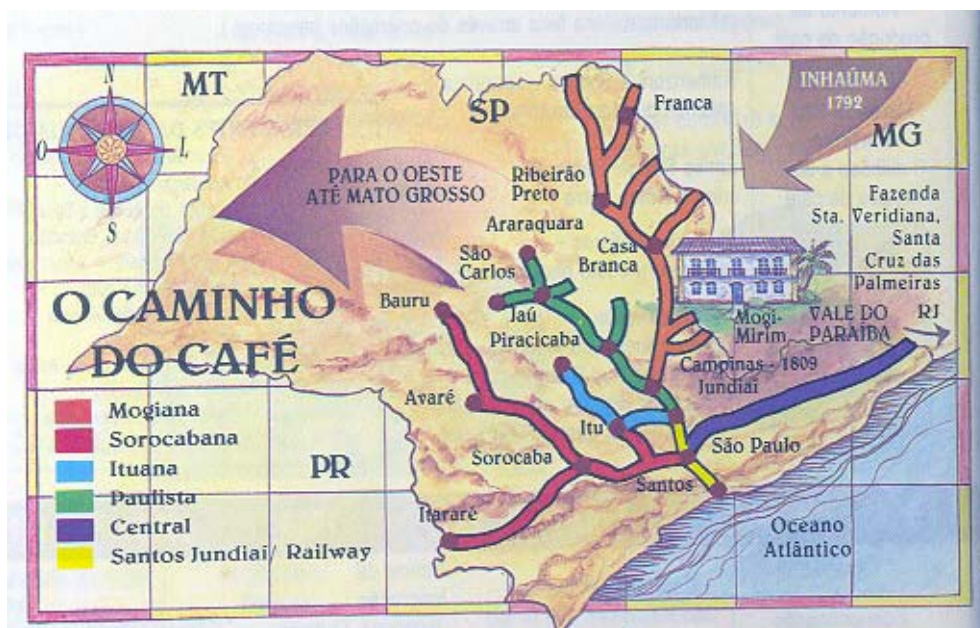 MT
SP
INHAÚMA
1792
MG
N
O
L
S
Franca
PARA O OESTE
ATÉ MATO GROSSO
Ribeirão
Preto
Fazenda
Sta. Veridiana,
Santa
Cruz das
Palmeiras
Araraquara
São
Carlos
Casa
Branca
O CAMINHO
DO CAFÉ
Bauru
Jaú
Piracicaba
Mogi-
Mirim
VALE DO
PARAÍBA
RJ
Campinas - 1809
Jundiaí
Avaré
Itu
Sorocaba
São Paulo
Santos
PR
Itararé
Oceano
Atlântico
Mogiana
Sorocabana
Ituana
Paulista
Central
Santos Jundiaí/ Railway